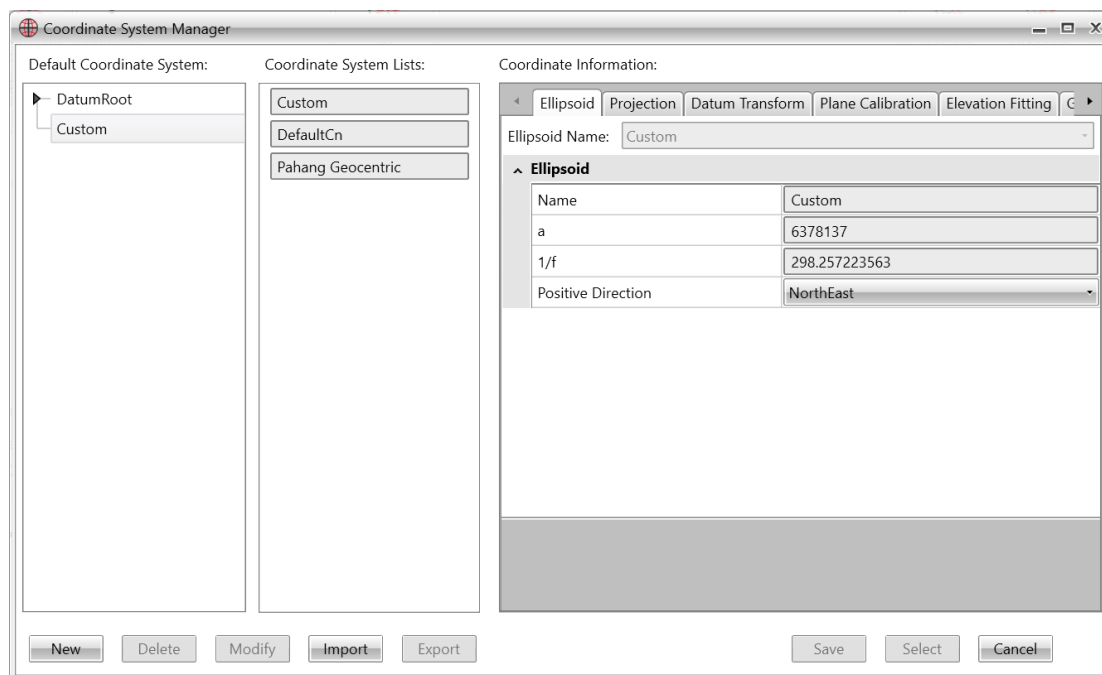 Coordinate System Manager
Default Coordinate System:
DatumRoot
Custom
Coordinate System Lists:
Custom
DefaultCn
Pahang Geocentric
Coordinate Information:
Ellipsoid Projection Datum Transform Plane Calibration Elevation Fitting
Ellipsoid Name: Custom
Ellipsoid
Name Custom
a 6378137
1/f 298.257223563
Positive Direction NorthEast
New Delete Modify Import Export Save Select Cancel